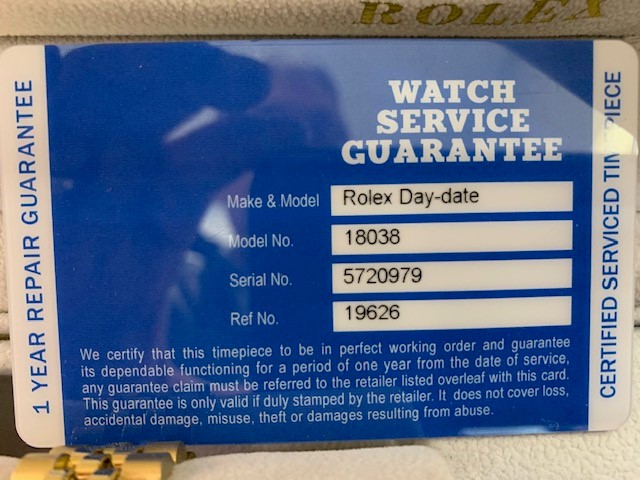 ROLEX
1 YEAR REPAIR GUARANTEE
WATCH
SERVICE
GUARANTEE
Make & Model Rolex Day-date
Model No. 18038
Serial No. 5720979
Ref No. 19626
We certify that this timepiece to be in perfect working order and guarantee
its dependable functioning for a period of one year from the date of service,
any guarantee claim must be referred to the retailer listed overleaf with this card.
This guarantee is only valid if duly stamped by the retailer. It does not cover loss,
accidental damage, misuse, theft or damages resulting from abuse.
CERTIFIED SERVICED TIMEPIECE